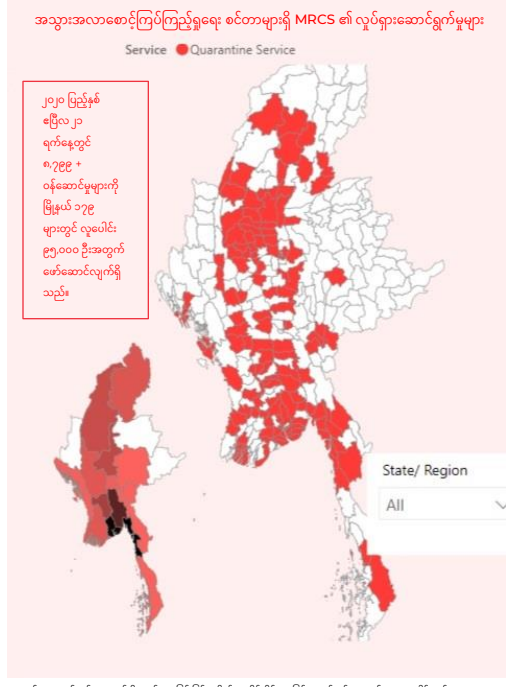 အသွားအလာစောင့်ကြပ်ကြည့်ရှုရေး စင်တာများရှိ MRCS ၏ လှုပ်ရှားဆောင်ရွက်မှုများ
Service Quarantine Service
၂၀၂၀ ပြည့်နှစ်
ဧပြီလ ၂၁
ရက်နေ့တွင်
၈,၇၉၉ +
ဝန်ဆောင်မှုများကို
မြို့နယ် ၁၇၉
များတွင် လူပေါင်း
၉၅,၀၀၀ ဦးအတွက်
ဖော်ဆောင်လျက်ရှိ
သည်။
State/ Region
All